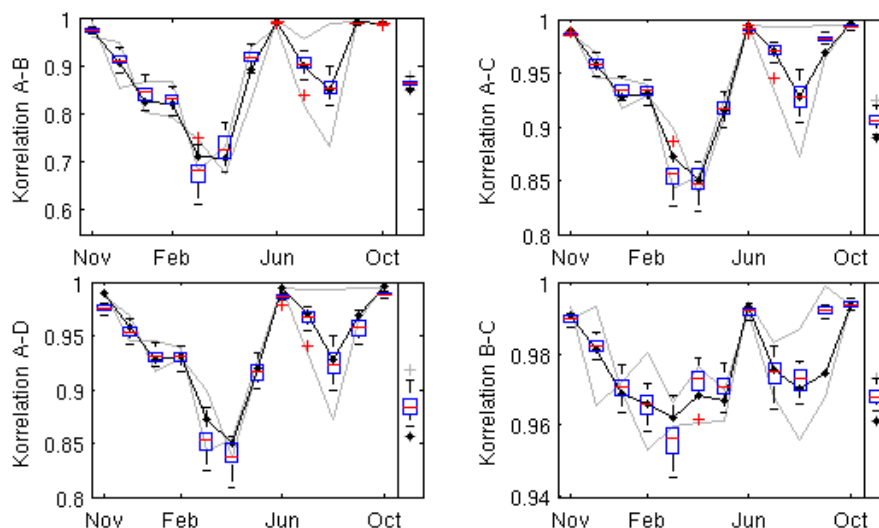 Korrelation A-B
1
0.9
0.8
0.7
0.6
Nov Feb Jun Oct
Korrelation A-C
1
0.95
0.9
0.85
0.8
Nov Feb Jun Oct
Korrelation A-D
1
0.95
0.9
0.85
0.8
Nov Feb Jun Oct
Korrelation B-C
1
0.98
0.96
0.94
Nov Feb Jun Oct